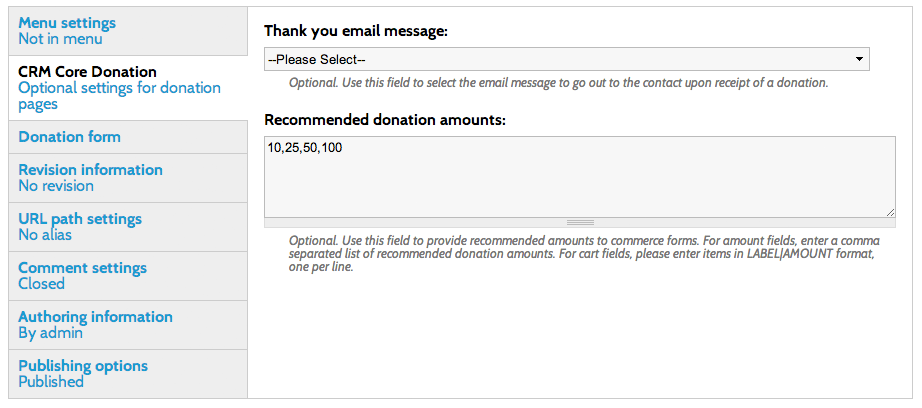 Menu settings
Not in menu
CRM Core Donation
Optional settings for donation
pages
Donation form
Revision information
No revision
URL path settings
No alias
Comment settings
Closed
Authoring information
By admin
Publishing options
Published
Thank you email message:
--Please Select--
Optional. Use this field to select the email message to go out to the contact upon receipt of a donation.
Recommended donation amounts:
10,25,50,100
Optional. Use this field to provide recommended amounts to commerce forms. For amount fields, enter a comma
separated list of recommended donation amounts. For cart fields, please enter items in LABEL|AMOUNT format,
one per line.